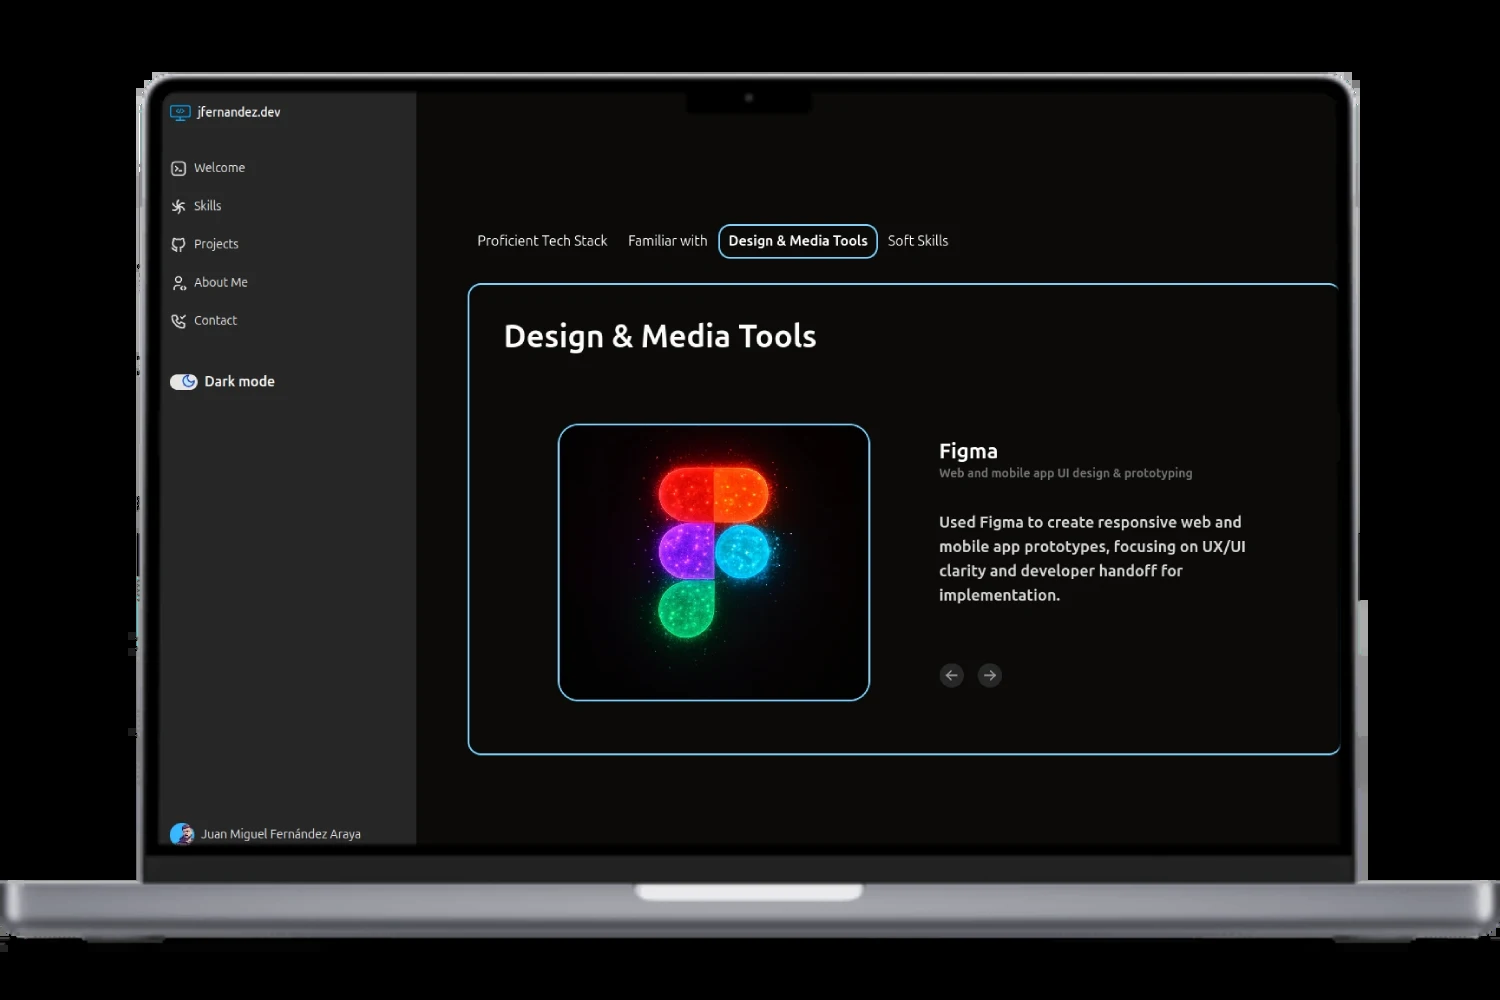 jfernandez.dev
Welcome
Skills
Projects
About Me
Contact
Dark mode
Juan Miguel Fernández Araya
Proficient Tech Stack
Familiar with
Design & Media Tools
Soft Skills
Design & Media Tools
Figma
Web and mobile app UI design & prototyping
Used Figma to create responsive web and
mobile app prototypes, focusing on UX/UI
clarity and developer handoff for
implementation.